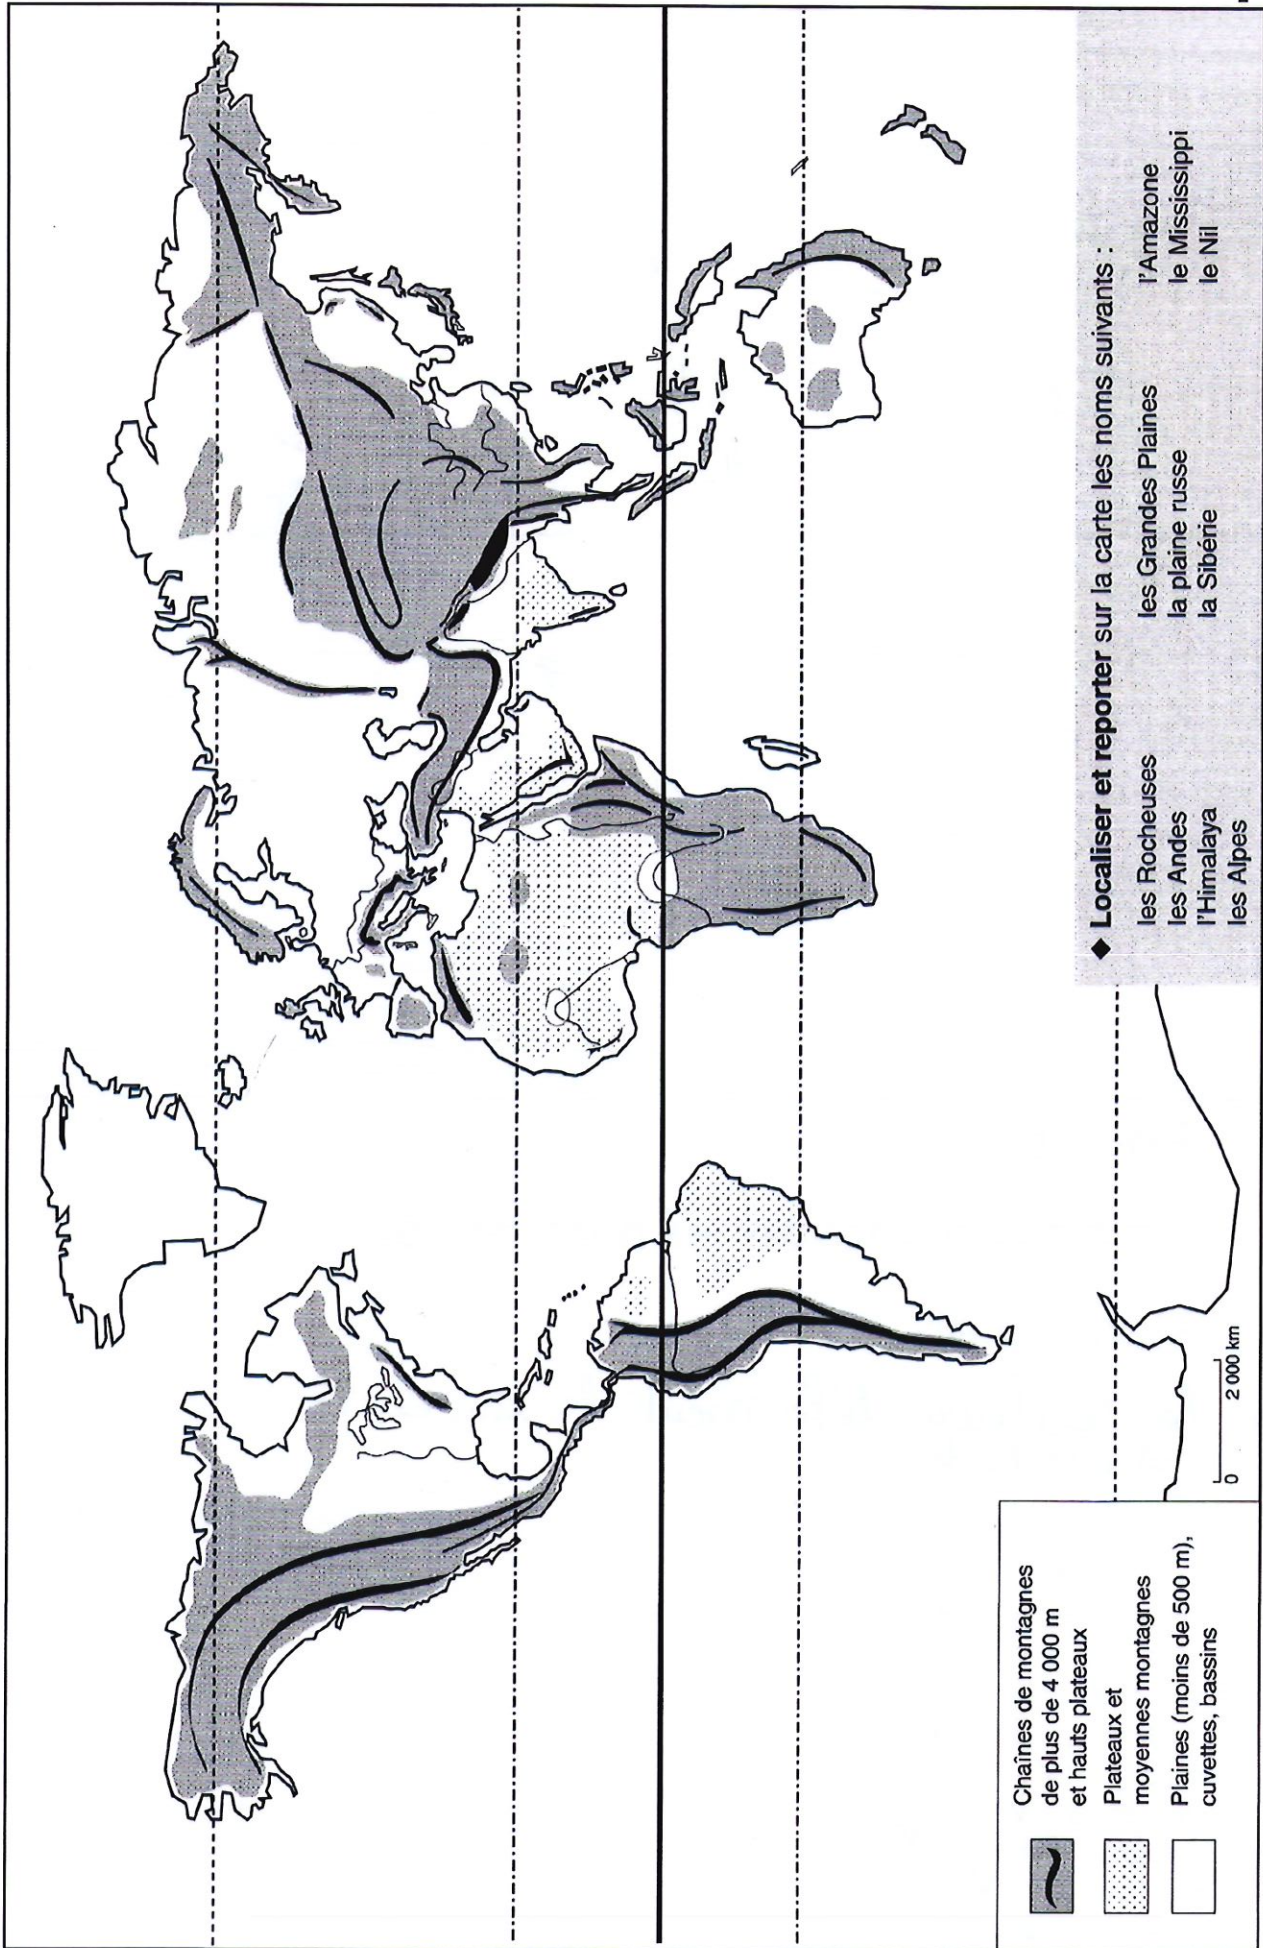 Chaînes de montagnes
de plus de 4 000 m
et hauts plateaux
Plateaux et
moyennes montagnes
Plaines (moins de 500 m),
cuvettes, bassins
0 2 000 km
◆ Localiser et reporter sur la carte les noms suivants :
les Rocheuses
les Andes
l'Himalaya
les Alpes
les Grandes Plaines
la plaine russe
la Sibérie
l'Amazone
le Mississippi
le Nil